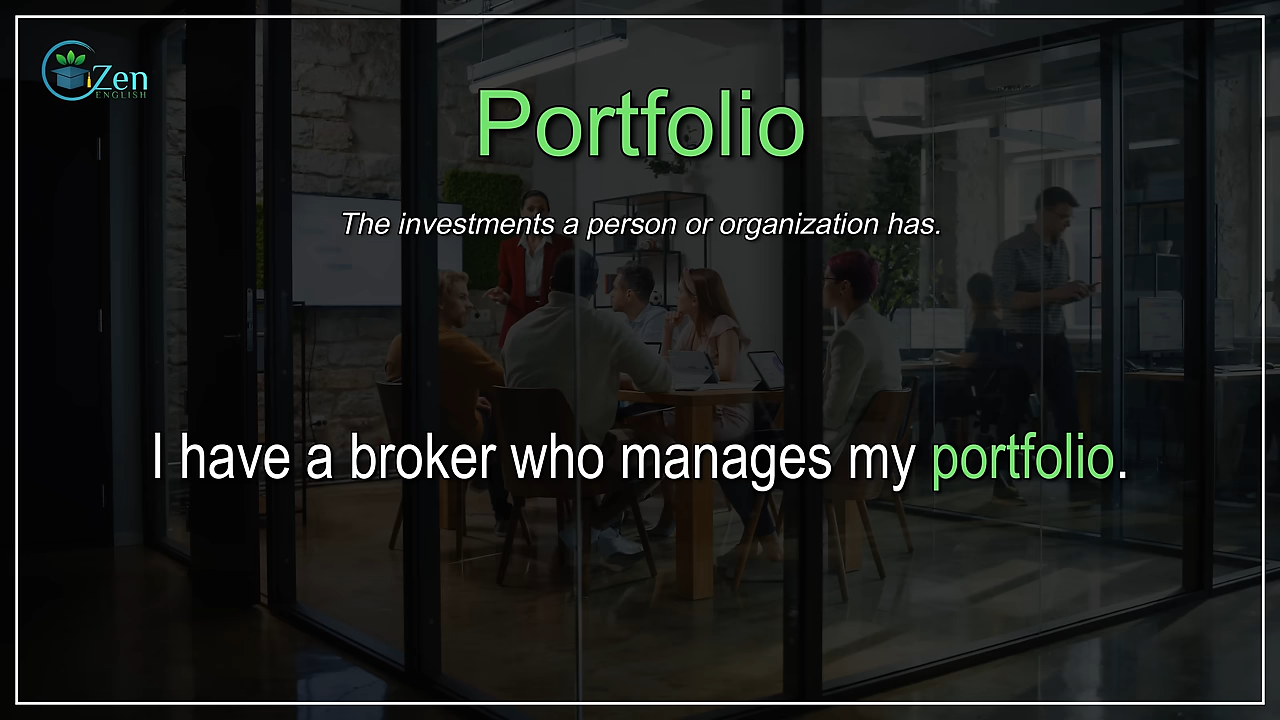 Zen
ENGLISH
Portfolio
The investments a person or organization has.
I have a broker who manages my portfolio.